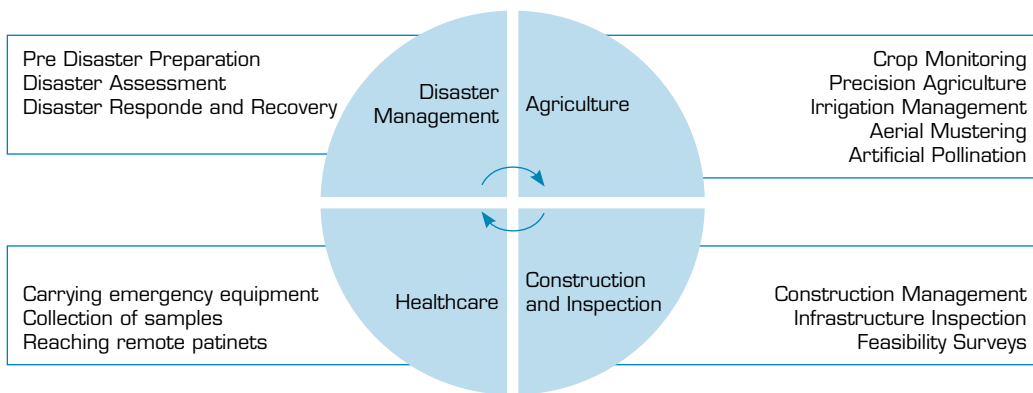 Pre Disaster Preparation
Disaster Assessment
Disaster Responde and Recovery
Disaster
Management
Agriculture
Crop Monitoring
Precision Agriculture
Irrigation Management
Aerial Mustering
Artificial Pollination
Carrying emergency equipment
Collection of samples
Reaching remote patinets
Healthcare
Construction
and Inspection
Construction Management
Infrastructure Inspection
Feasibility Surveys